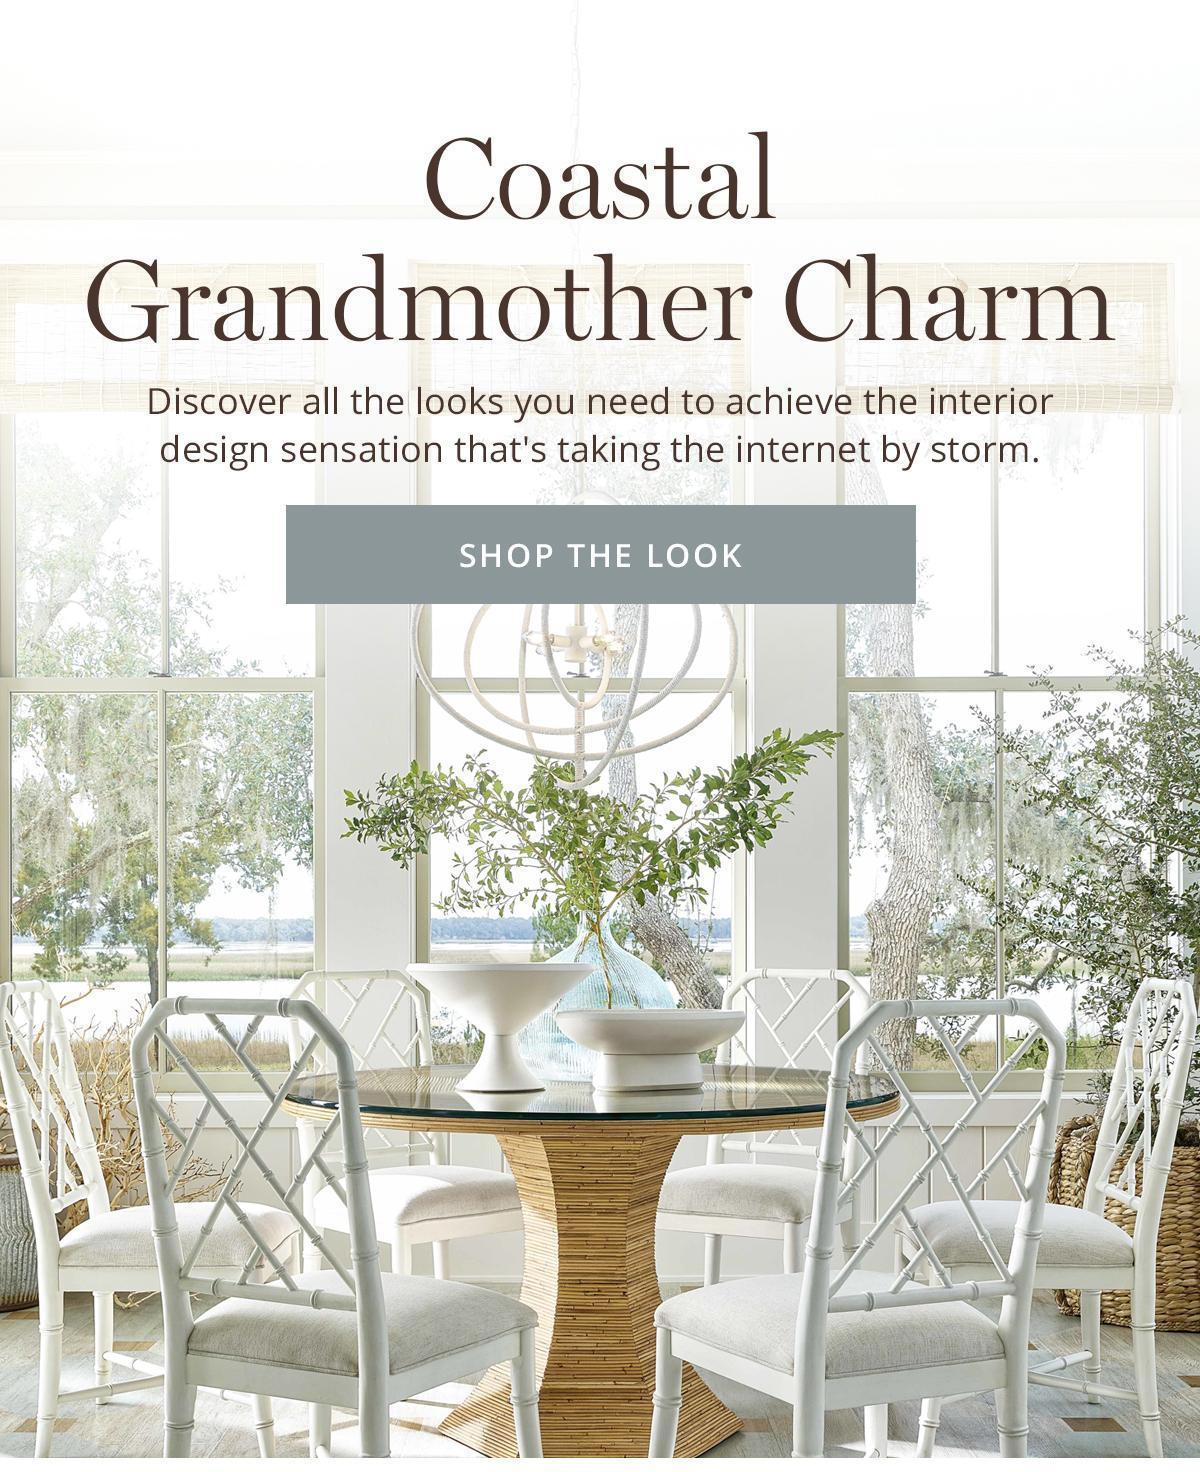 Coastal
Grandmother Charm
Discover all the looks you need to achieve the interior
design sensation that's taking the internet by storm.
SHOP THE LOOK